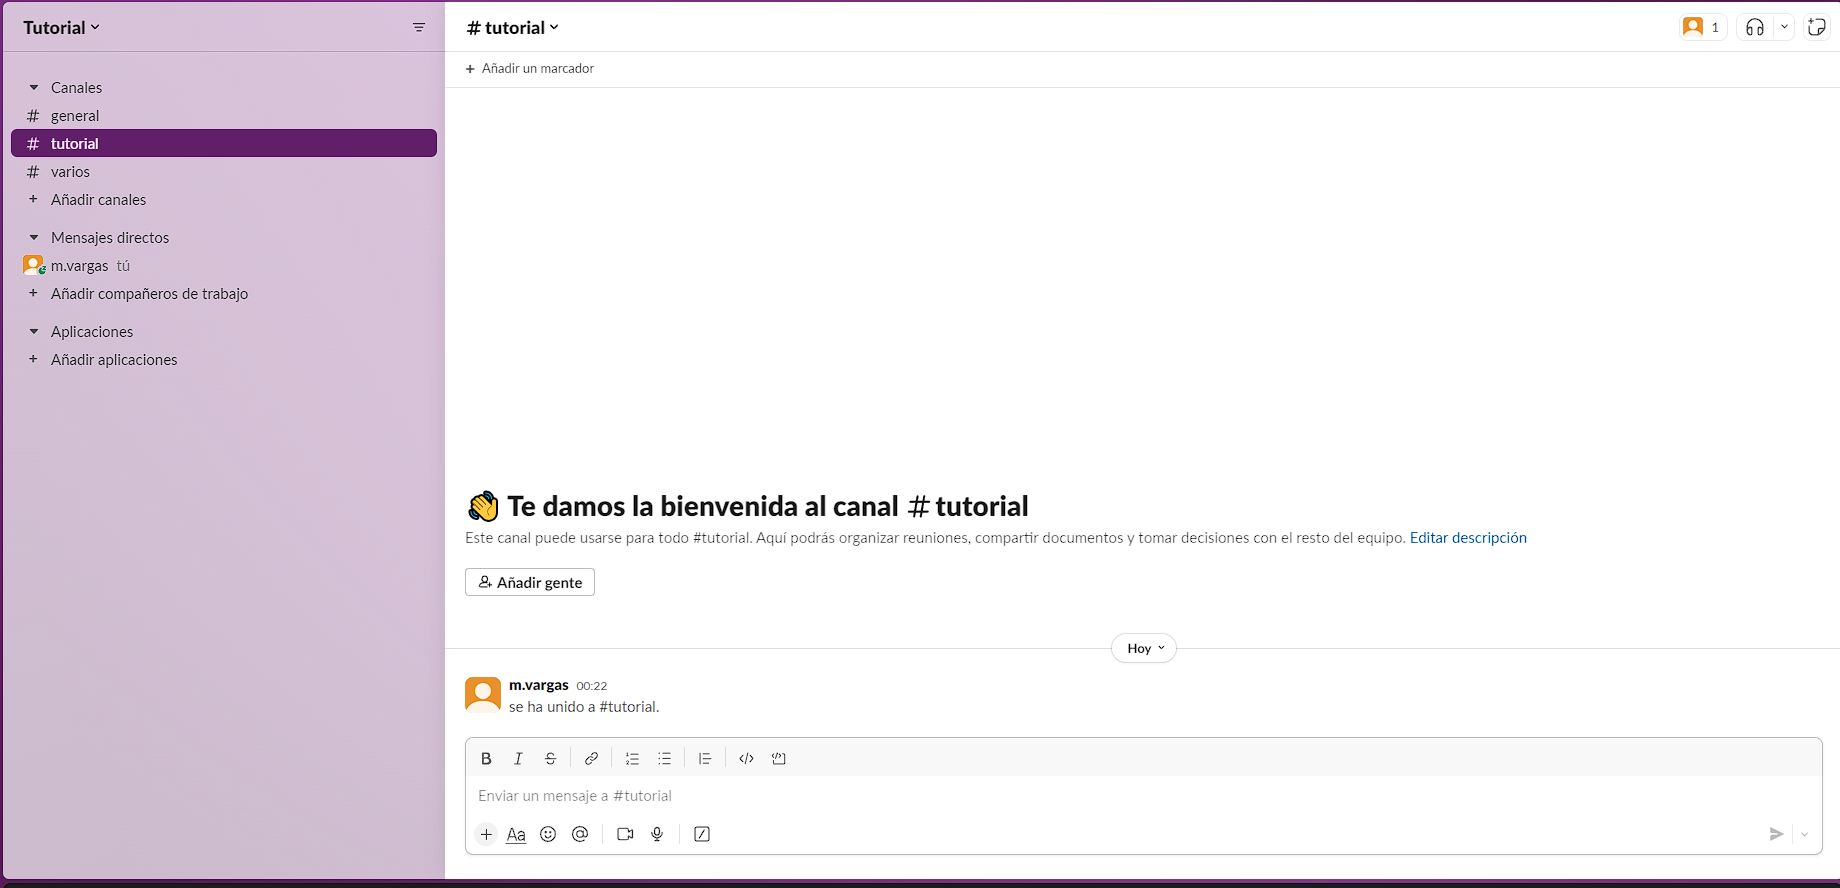 Tutorial
Canales
# general
# tutorial
# varios
+ Añadir canales
Mensajes directos
m.vargas tú
+ Añadir compañeros de trabajo
Aplicaciones
+ Añadir aplicaciones
# tutorial
1
+ Añadir un marcador
Te damos la bienvenida al canal # tutorial
Este canal puede usarse para todo #tutorial. Aquí podrás organizar reuniones, compartir documentos y tomar decisiones con el resto del equipo. Editar descripción
Añadir gente
Hoy
m.vargas 00:22
se ha unido a #tutorial.
B I S
Enviar un mensaje a #tutorial
+ Aa @